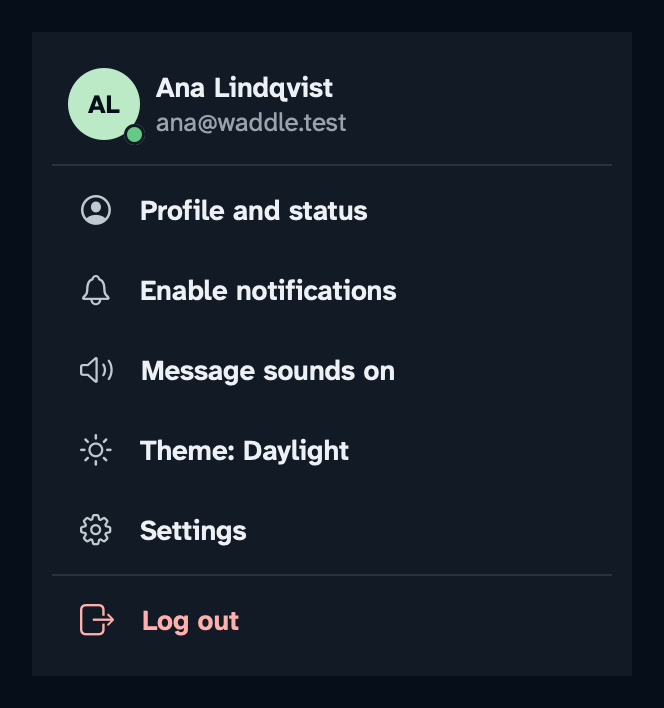 AL
Ana Lindqvist
ana@waddle.test
Profile and status
Enable notifications
Message sounds on
Theme: Daylight
Settings
Log out